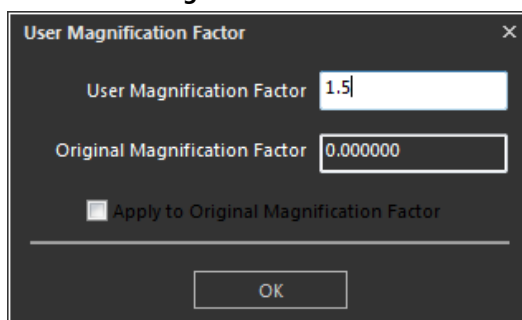 User Magnification Factor
User Magnification Factor 1.5
Original Magnification Factor 0.000000
Apply to Original Magnification Factor
OK